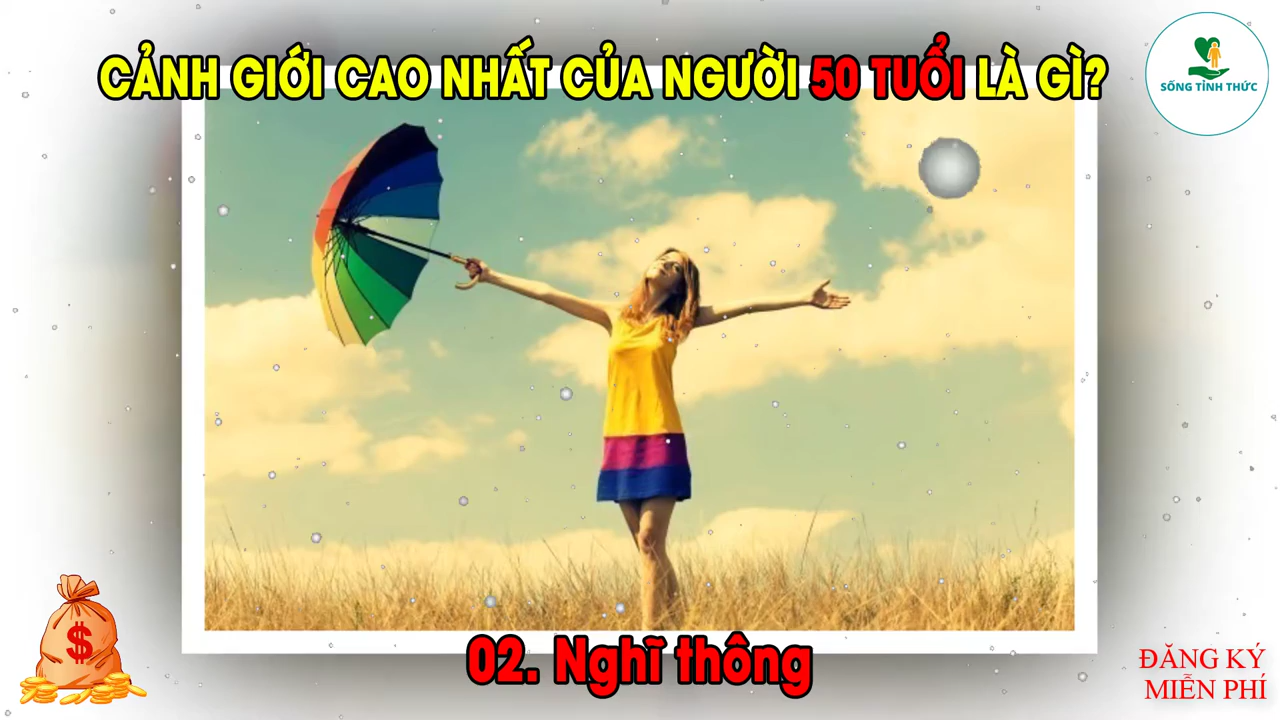 CẢNH GIỚI CAO NHẤT CỦA NGƯỜI 50 TUỔI LÀ GÌ?
SỐNG TỈNH THỨC
$
02. Nghĩ thông
ĐĂNG KÝ
MIỄN PHÍ